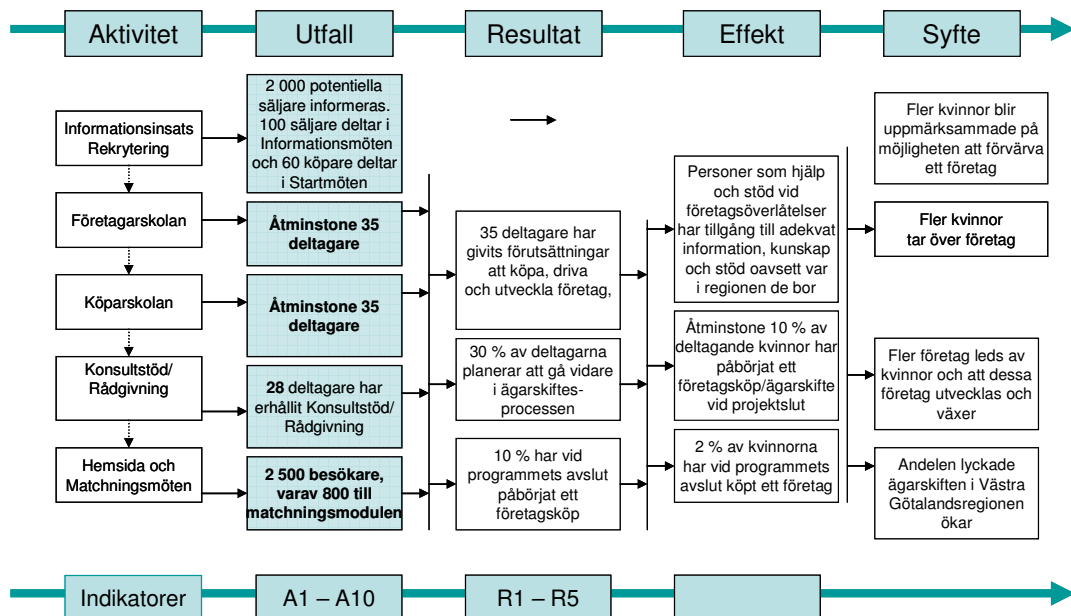 Aktivitet
Utfall
Resultat
Effekt
Syfte
Informationsinsats
Rekrytering
Företagarskolan
Köparskolan
Konsultstöd/
Rådgivning
Hemsida och
Matchningsmöten
2 000 potentiella
säljare informeras.
100 säljare deltar i
Informationsmöten
och 60 köpare deltar
i Startmöten
Åtminstone 35
deltagare
Åtminstone 35
deltagare
28 deltagare har
erhållit Konsultstöd/
Rådgivning
2 500 besökare,
varav 800 till
matchningsmodulen
35 deltagare har
givits förutsättningar
att köpa, driva
och utveckla företag,
30 % av deltagarna
planerar att gå vidare
i ägarskiftes-
processen
10 % har vid
programmets avslut
påbörjat ett
företagsköp
Personer som hjälp
och stöd vid
företagsöverlåtelser
har tillgång till adekvat
information, kunskap
och stöd oavsett var
i regionen de bor
Åtminstone 10 % av
deltagande kvinnor har
påbörjat ett
företagsköp/ägarskifte
vid projektslut
2 % av kvinnorna
har vid programmets
avslut köpt ett företag
Fler kvinnor blir
uppmärksammade på
möjligheten att förvärva
ett företag
Fler kvinnor
tar över företag
Fler företag leds av
kvinnor och att dessa
företag utvecklas och
växer
Andelen lyckade
ägarskiften i Västra
Götalandsregionen
ökar
Indikatorer
A1 – A10
R1 – R5